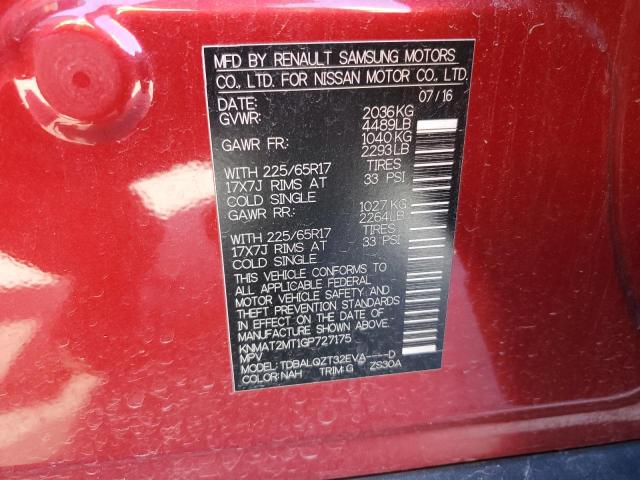 MFD BY RENAULT SAMSUNG MOTORS
CO., LTD. FOR NISSAN MOTOR CO., LTD.
DATE: 07/16
GVWR: 2036KG
4489LB
GAWR FR: 1040KG
2293LB
WITH 225/65R17 TIRES
17X7J RIMS AT 33 PSI
COLD SINGLE
GAWR RR: 1027KG
2264LB
WITH 225/65R17 TIRES
17X7J RIMS AT 33 PSI
COLD SINGLE
THIS VEHICLE CONFORMS TO
ALL APPLICABLE FEDERAL
MOTOR VEHICLE SAFETY, AND
THEFT PREVENTION STANDARDS
IN EFFECT ON THE DATE OF
MANUFACTURE SHOWN ABOVE.
KNMAT2MT1GP727175
MPV
MODEL: TDBALQZT32EVA----D
COLOR:NAH TRIM:G ZS30A